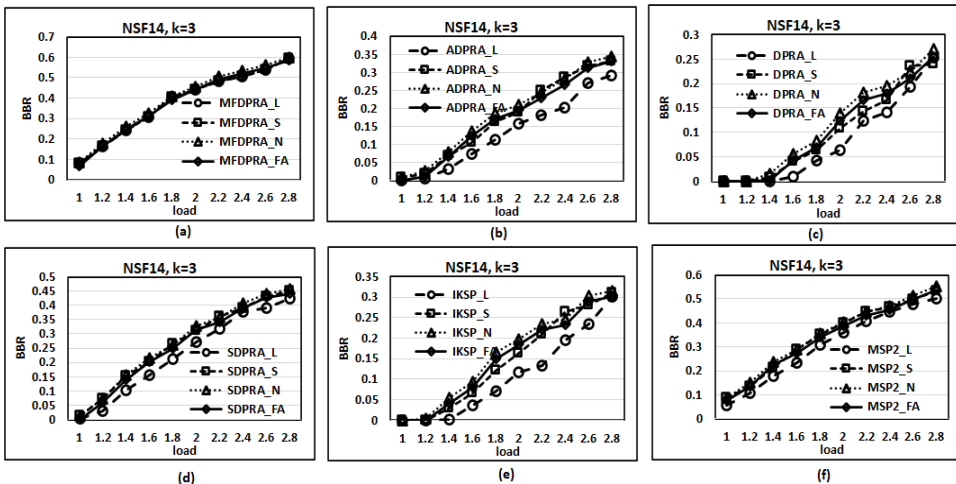 NSF14, k=3
BBR
0.7
0.6
0.5
0.4
0.3
0.2
0.1
0
MFDPRA_L
MFDPRA_S
MFDPRA_N
MFDPRA_FA
1 1.2 1.4 1.6 1.8 2 2.2 2.4 2.6 2.8
load
(a)
NSF14, k=3
BBR
0.4
0.35
0.3
0.25
0.2
0.15
0.1
0.05
0
ADPRA_L
ADPRA_S
ADPRA_N
ADPRA_FA
1 1.2 1.4 1.6 1.8 2 2.2 2.4 2.6 2.8
load
(b)
NSF14, k=3
BBR
0.3
0.25
0.2
0.15
0.1
0.05
0
DPRA_L
DPRA_S
DPRA_N
DPRA_FA
1 1.2 1.4 1.6 1.8 2 2.2 2.4 2.6 2.8
load
(c)
NSF14, k=3
BBR
0.5
0.45
0.4
0.35
0.3
0.25
0.2
0.15
0.1
0.05
0
SDPRA_L
SDPRA_S
SDPRA_N
SDPRA_FA
1 1.2 1.4 1.6 1.8 2 2.2 2.4 2.6 2.8
load
(d)
NSF14, k=3
BBR
0.35
0.3
0.25
0.2
0.15
0.1
0.05
0
IKSP_L
IKSP_S
IKSP_N
IKSP_FA
1 1.2 1.4 1.6 1.8 2 2.2 2.4 2.6 2.8
load
(e)
NSF14, k=3
BBR
0.6
0.5
0.4
0.3
0.2
0.1
0
MSP2_L
MSP2_S
MSP2_N
MSP2_FA
1 1.2 1.4 1.6 1.8 2 2.2 2.4 2.6 2.8
load
(f)